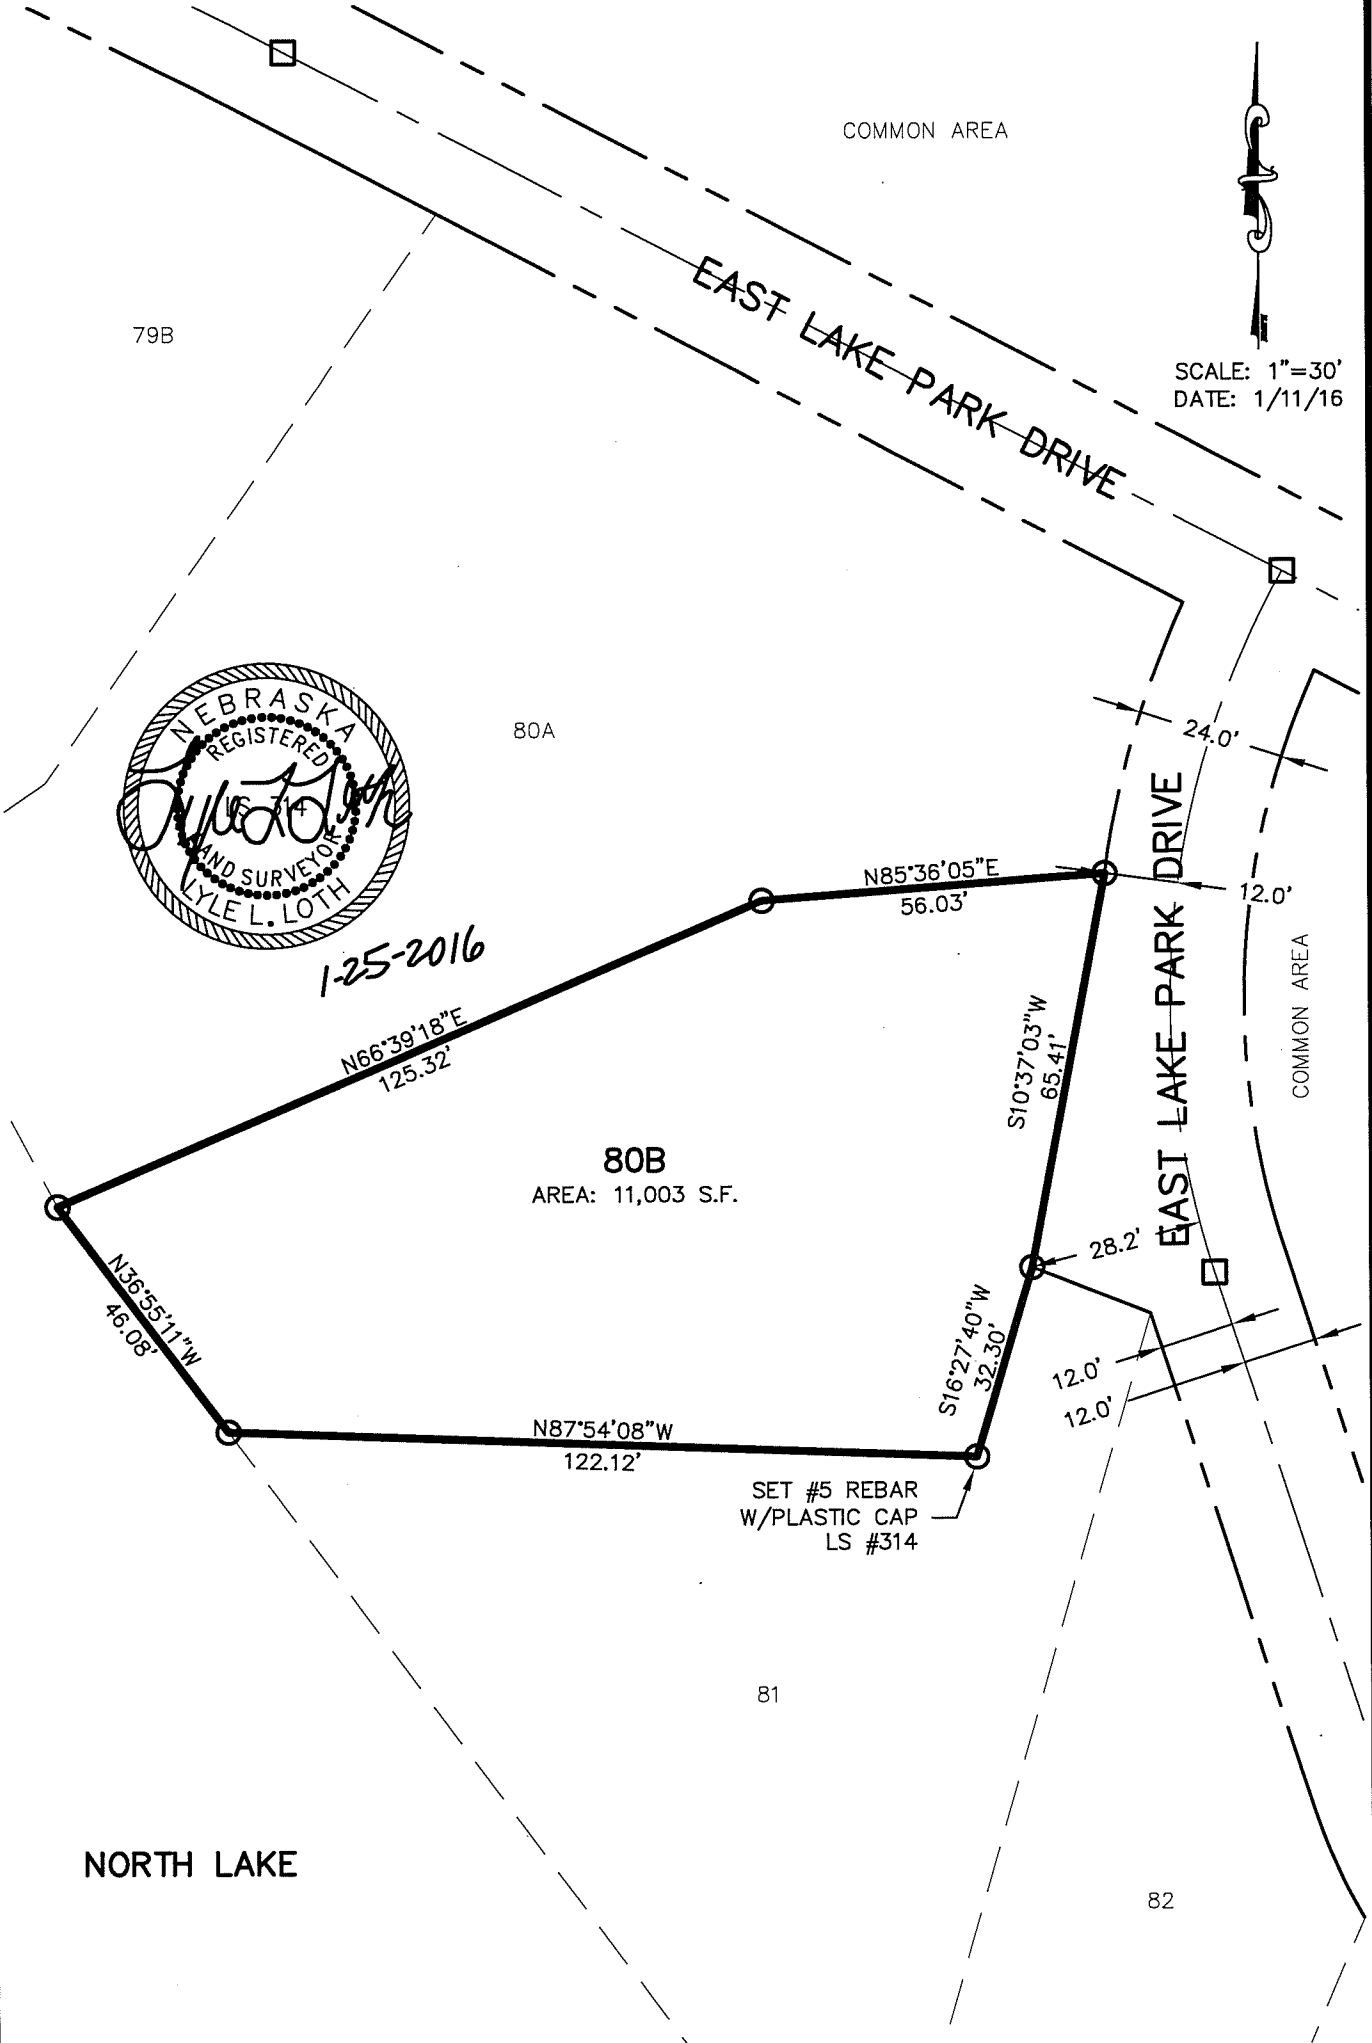 COMMON AREA
EAST LAKE PARK DRIVE
79B
SCALE: 1"=30'
DATE: 1/11/16
NEBRASKA
REGISTERED
LS 314
LAND SURVEYOR
LYLE L. LOTH
1-25-2016
80A
24.0'
N85°36'05"E
56.03'
12.0'
EAST LAKE PARK DRIVE
COMMON AREA
N66°39'18"E
125.32'
S10°37'03"W
65.41'
80B
AREA: 11,003 S.F.
28.2'
N36°55'11"W
46.08'
S16°27'40"W
32.30'
12.0'
12.0'
N87°54'08"W
122.12'
SET #5 REBAR
W/PLASTIC CAP
LS #314
81
NORTH LAKE
82